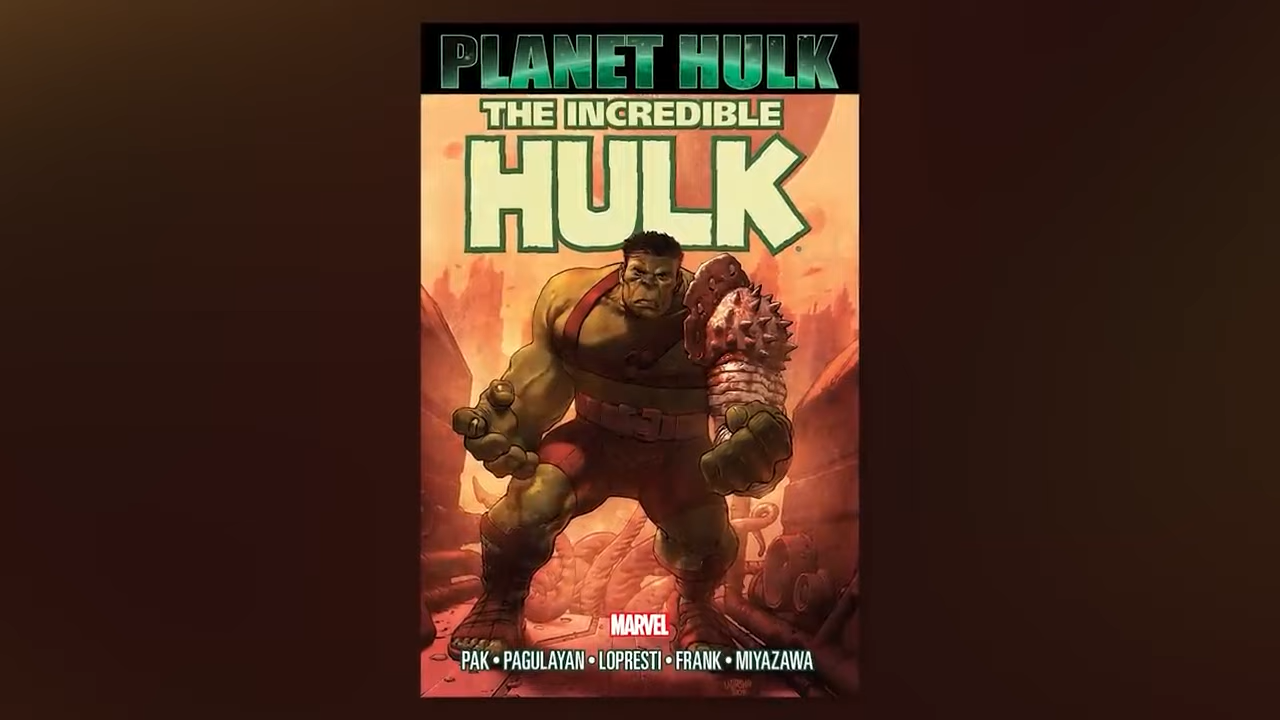 PLANET HULK
THE INCREDIBLE
HULK
MARVEL
PAK • PAGULAYAN • LOPRESTI • FRANK • MIYAZAWA